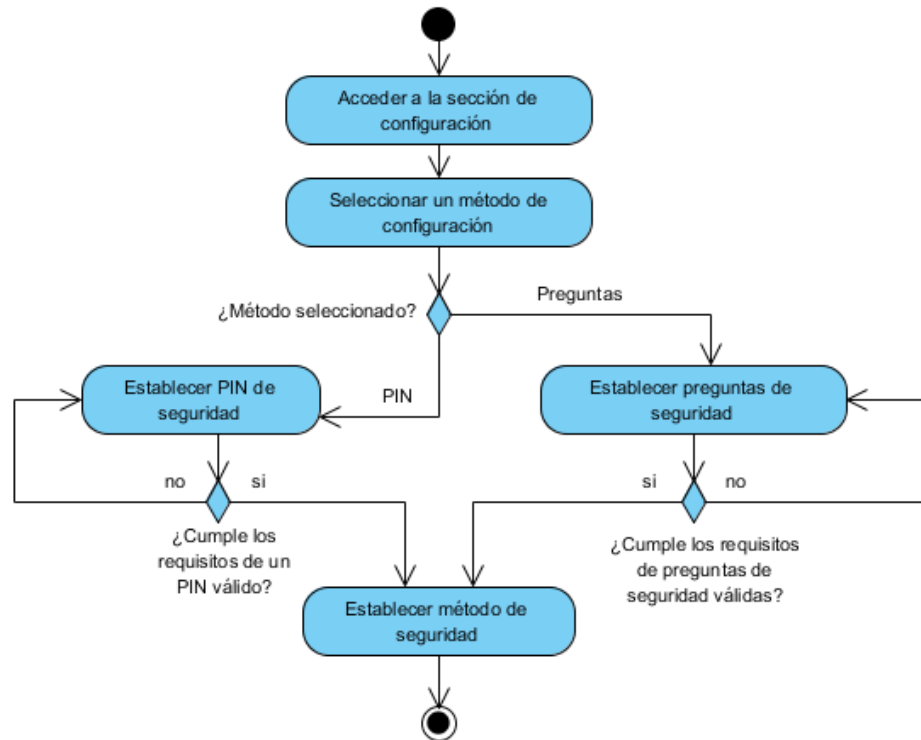 Acceder a la sección de
configuración
Seleccionar un método de
configuración
¿Método seleccionado?
Preguntas
PIN
Establecer PIN de
seguridad
Establecer preguntas de
seguridad
no
si
si
no
¿Cumple los
requisitos de un
PIN válido?
¿Cumple los requisitos
de preguntas de
seguridad válidas?
Establecer método de
seguridad